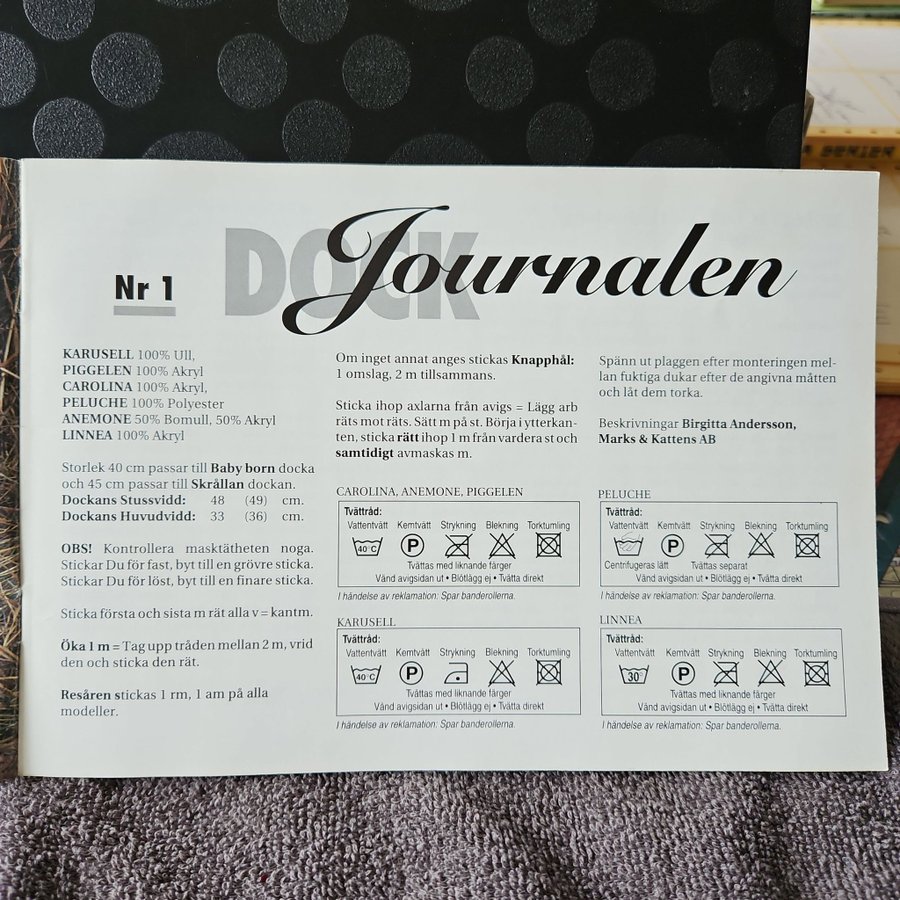 Nr 1
DOCK Journalen
KARUSELL 100% Ull,
PIGGELEN 100% Akryl
CAROLINA 100% Akryl,
PELUCHE 100% Polyester
ANEMONE 50% Bomull, 50% Akryl
LINNEA 100% Akryl
Storlek 40 cm passar till Baby born docka
och 45 cm passar till Skrållan dockan.
Dockans Stussvidd: 48 (49) cm.
Dockans Huvudvidd: 33 (36) cm.
OBS! Kontrollera masktätheten noga.
Stickar Du för fast, byt till en grövre sticka.
Stickar Du för löst, byt till en finare sticka.
Sticka första och sista m rät alla v = kantm.
Öka 1 m = Tag upp tråden mellan 2 m, vrid
den och sticka den rät.
Resåren stickas 1 rm, 1 am på alla
modeller.
Om inget annat anges stickas Knapphål:
1 omslag, 2 m tillsammans.
Sticka ihop axlarna från avigs = Lägg arb
räts mot räts. Sätt m på st. Börja i ytterkan-
ten, sticka rätt ihop 1 m från vardera st och
samtidigt avmaskas m.
CAROLINA, ANEMONE, PIGGELEN
Tvättråd:
Vattentvätt Kemtvätt Strykning Blekning Torktumling
40°C P
Tvättas med liknande färger
Vänd avigsidan ut • Blötlägg ej • Tvätta direkt
I händelse av reklamation: Spar banderollerna.
KARUSELL
Tvättråd:
Vattentvätt Kemtvätt Strykning Blekning Torktumling
40°C P
Tvättas med liknande färger
Vänd avigsidan ut • Blötlägg ej • Tvätta direkt
I händelse av reklamation: Spar banderollerna.
Spänn ut plaggen efter monteringen mel-
lan fuktiga dukar efter de angivna måtten
och låt dem torka.
Beskrivningar Birgitta Andersson,
Marks & Kattens AB
PELUCHE
Tvättråd:
Vattentvätt Kemtvätt Strykning Blekning Torktumling
P
Centrifugeras lätt Tvättas separat
Vänd avigsidan ut • Blötlägg ej • Tvätta direkt
I händelse av reklamation: Spar banderollerna.
LINNEA
Tvättråd:
Vattentvätt Kemtvätt Strykning Blekning Torktumling
30° P
Tvättas med liknande färger
Vänd avigsidan ut • Blötlägg ej • Tvätta direkt
I händelse av reklamation: Spar banderollerna.